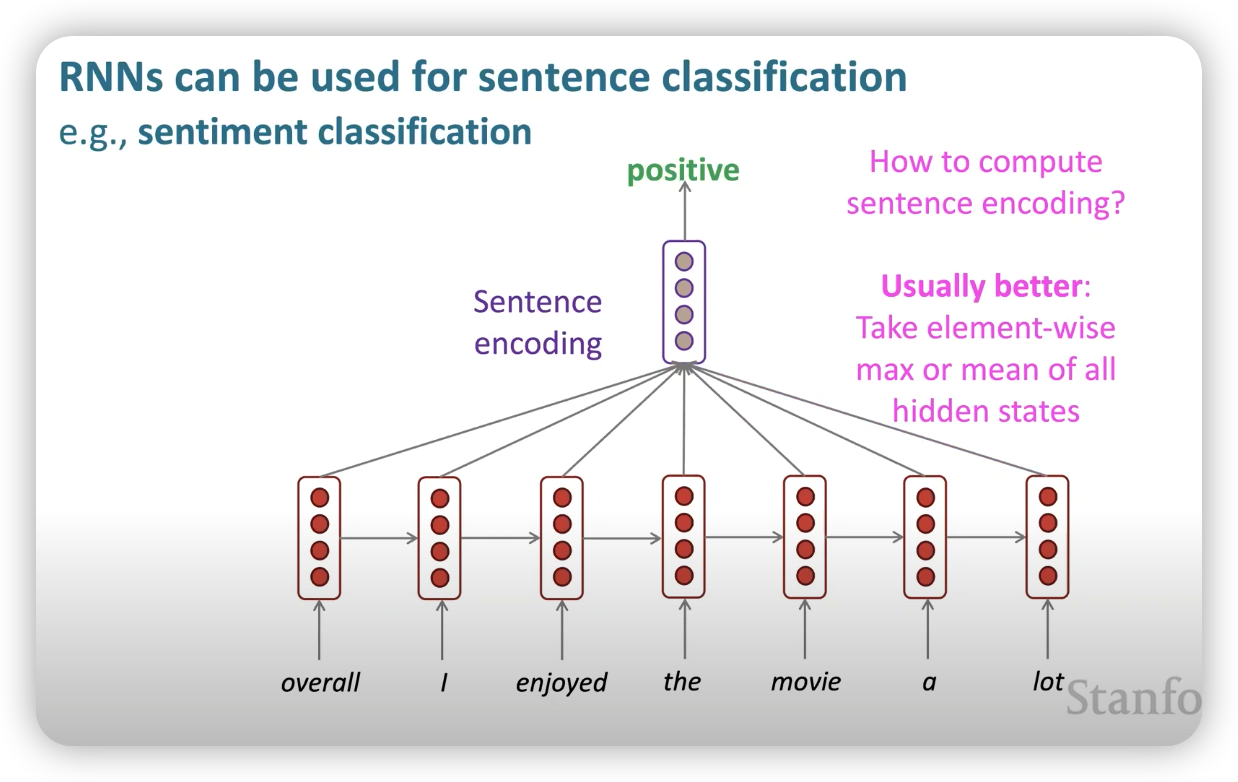 RNNs can be used for sentence classification
e.g., sentiment classification
positive
How to compute
sentence encoding?
Sentence
encoding
Usually better:
Take element-wise
max or mean of all
hidden states
overall I enjoyed the movie a lot
Stanfo